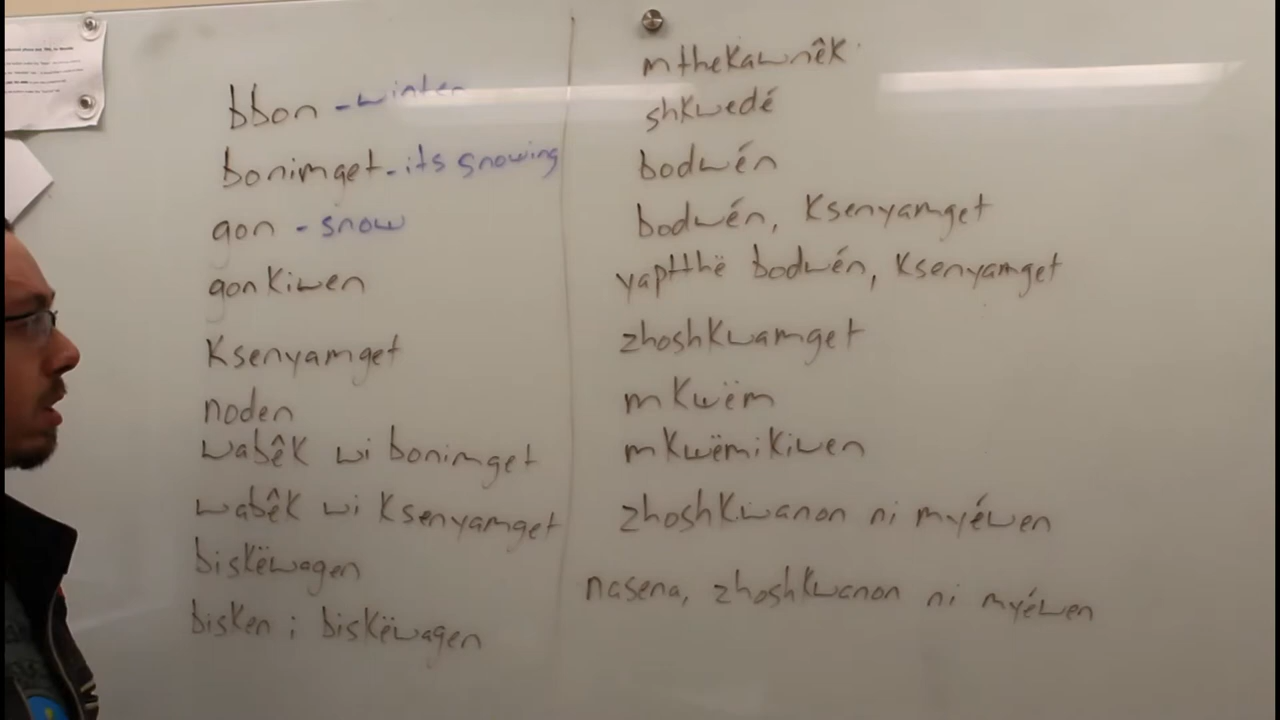 bbon - winter
bonimget - its snowing
gon - snow
gonkiwen
Ksenyamget
noden
wabêk wi bonimget
wabêk wi Ksenyamget
biskëwagen
bisken i biskëwagen
mthekawnêk
shkwedé
bodwén
bodwén, Ksenyamget
yaptthë bodwén, Ksenyamget
zhoshkwamget
mkwëm
mkwëmikiwen
zhoshkwanon ni myéwen
nasena, zhoshkwanon ni myéwen